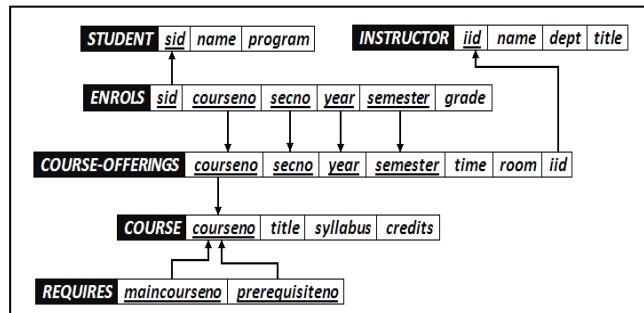 STUDENT sid name program INSTRUCTOR iid name dept title
ENROLS sid courseno secno year semester grade
COURSE-OFFERINGS courseno secno year semester time room iid
COURSE courseno title syllabus credits
REQUIRES maincourseno prerequisiteno